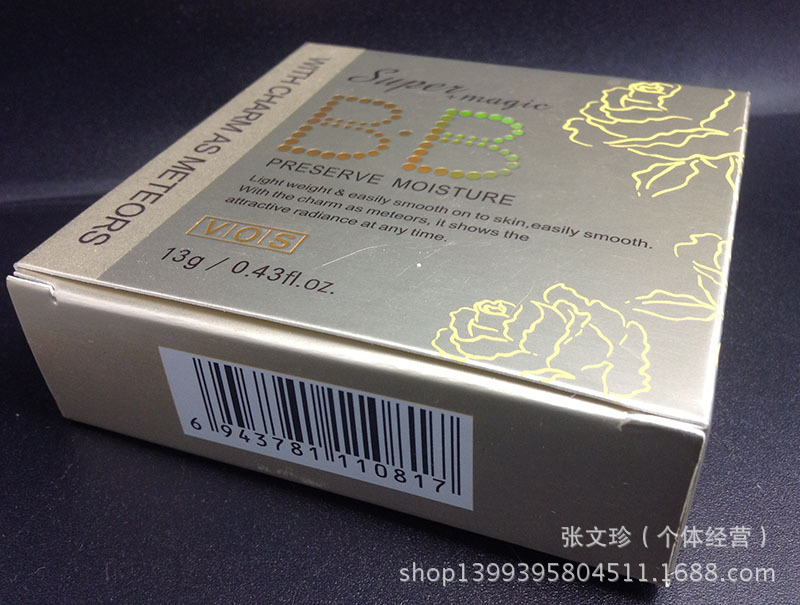 WITH CHARM AS METEORS
Super magic
B·B
PRESERVE MOISTURE
Light weight & easily smooth on to skin,easily smooth.
With the charm as meteors, it shows the
attractive radiance at any time.
VOS
13g / 0.43fl.oz.
6 943781 110817
张文珍（个体经营）
shop1399395804511.1688.com